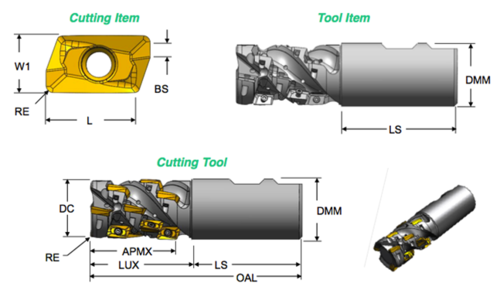 Cutting Item
Tool Item
W1
BS
RE
L
DMM
LS
Cutting Tool
DC
DMM
RE
APMX
LUX
LS
OAL